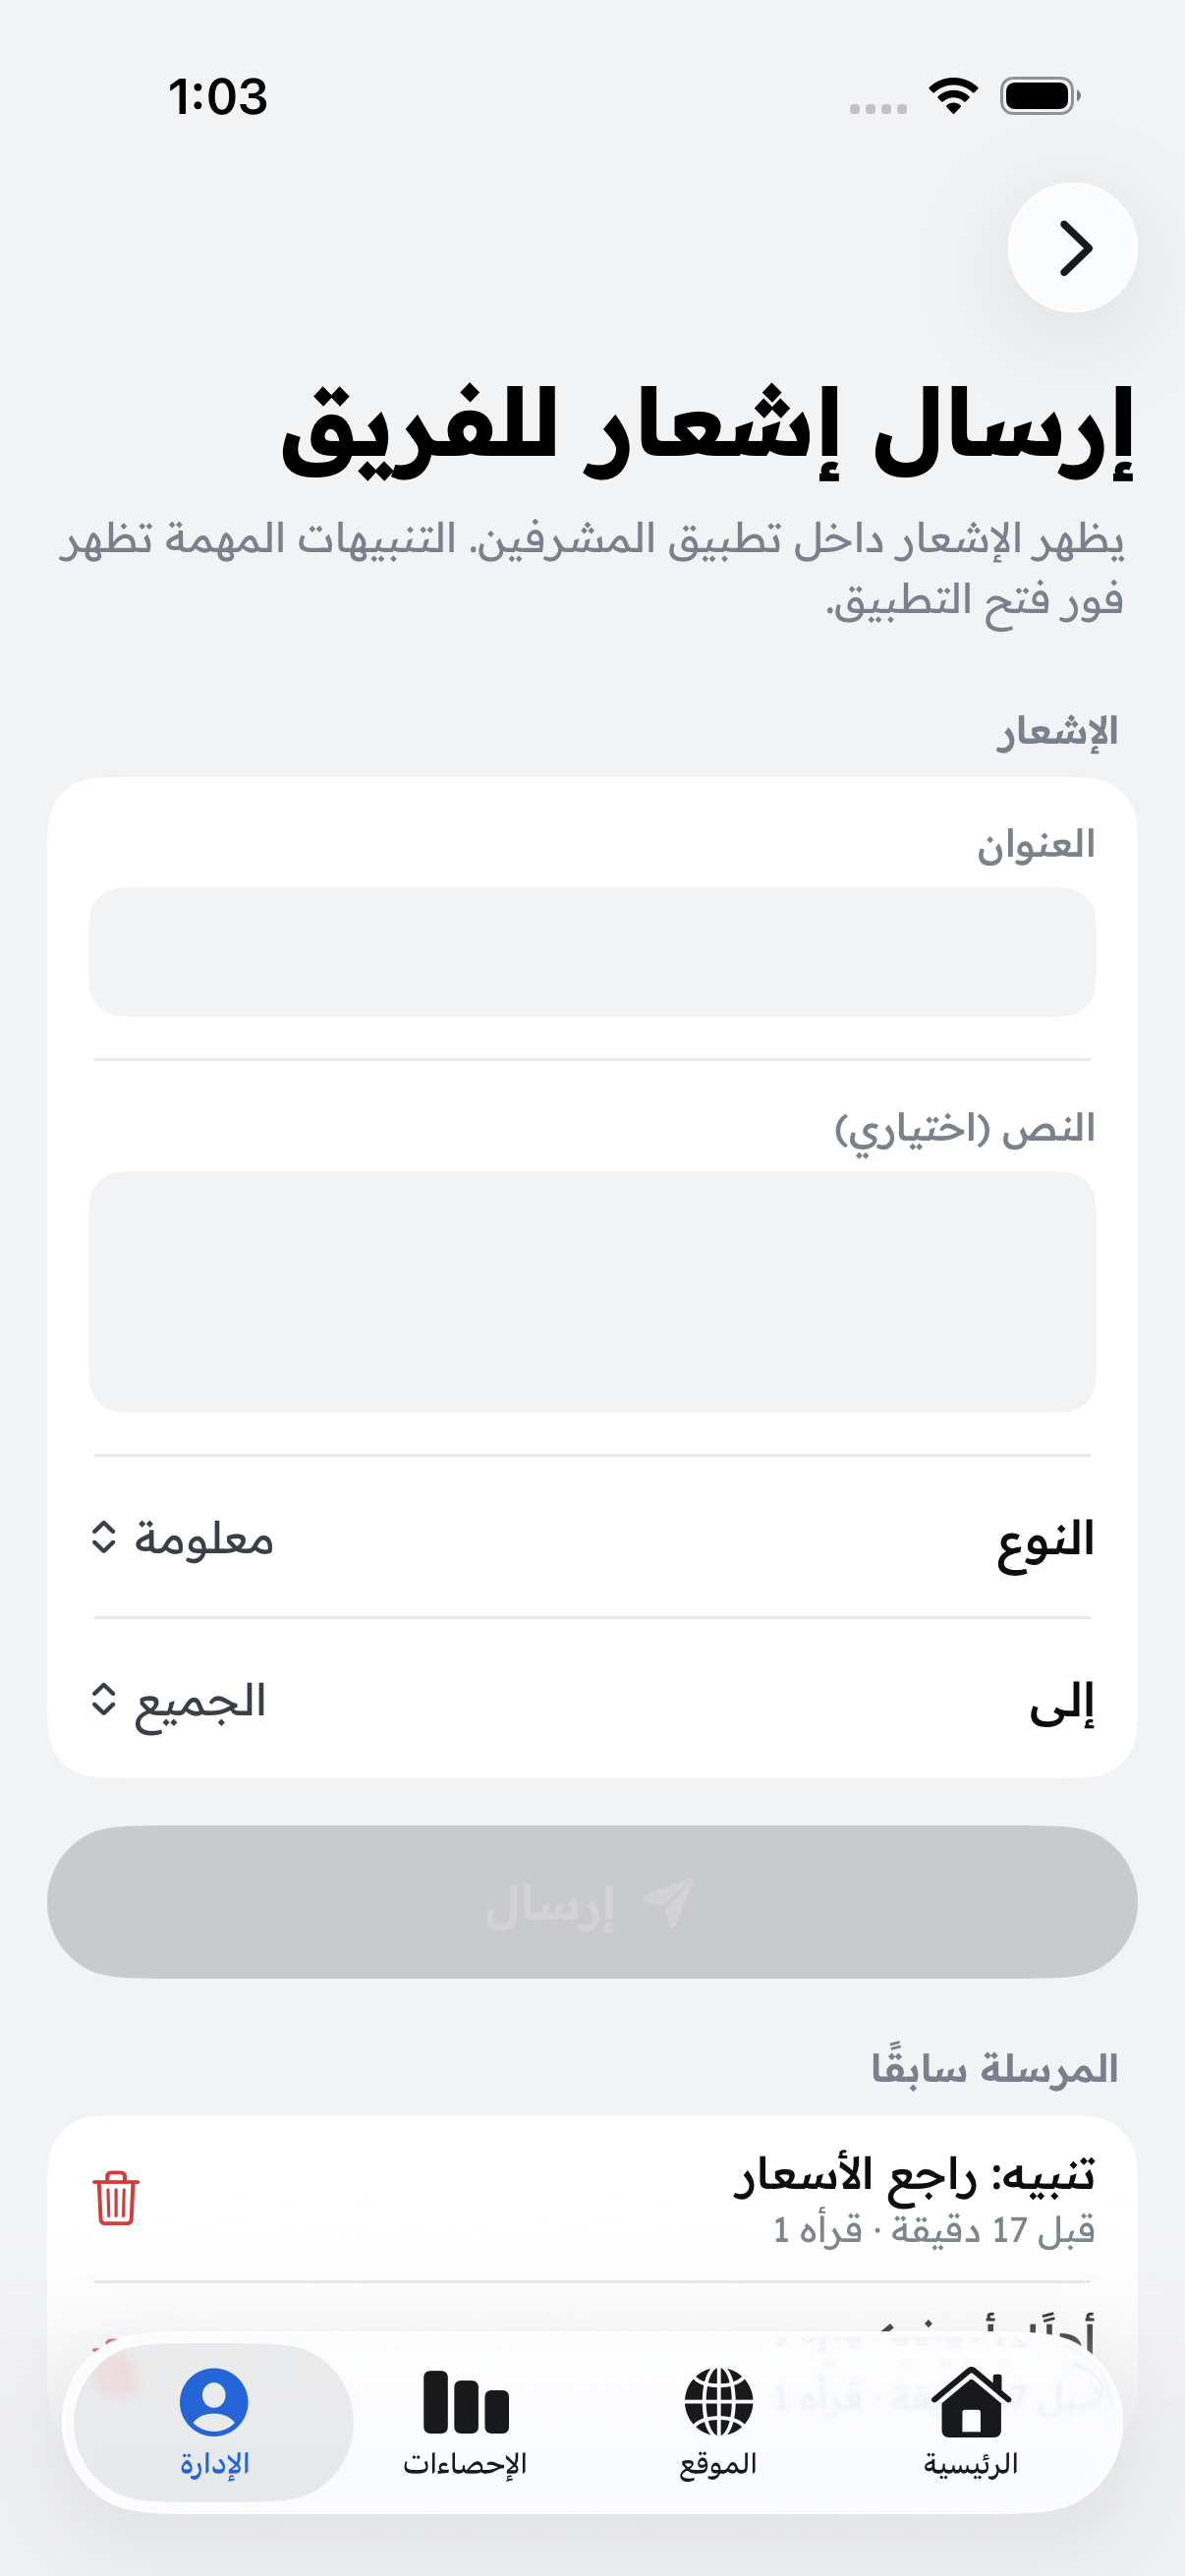 1:03
إرسال إشعار للفريق
يظهر الإشعار داخل تطبيق المشرفين. التنبيهات المهمة تظهر
فور فتح التطبيق.
الإشعار
العنوان
النص (اختياري)
النوع
معلومة
إلى
الجميع
إرسال
المرسلة سابقًا
تنبيه: راجع الأسعار
قبل 17 دقيقة · قرأه 1
الرئيسية
الموقع
الإحصاءات
الإدارة